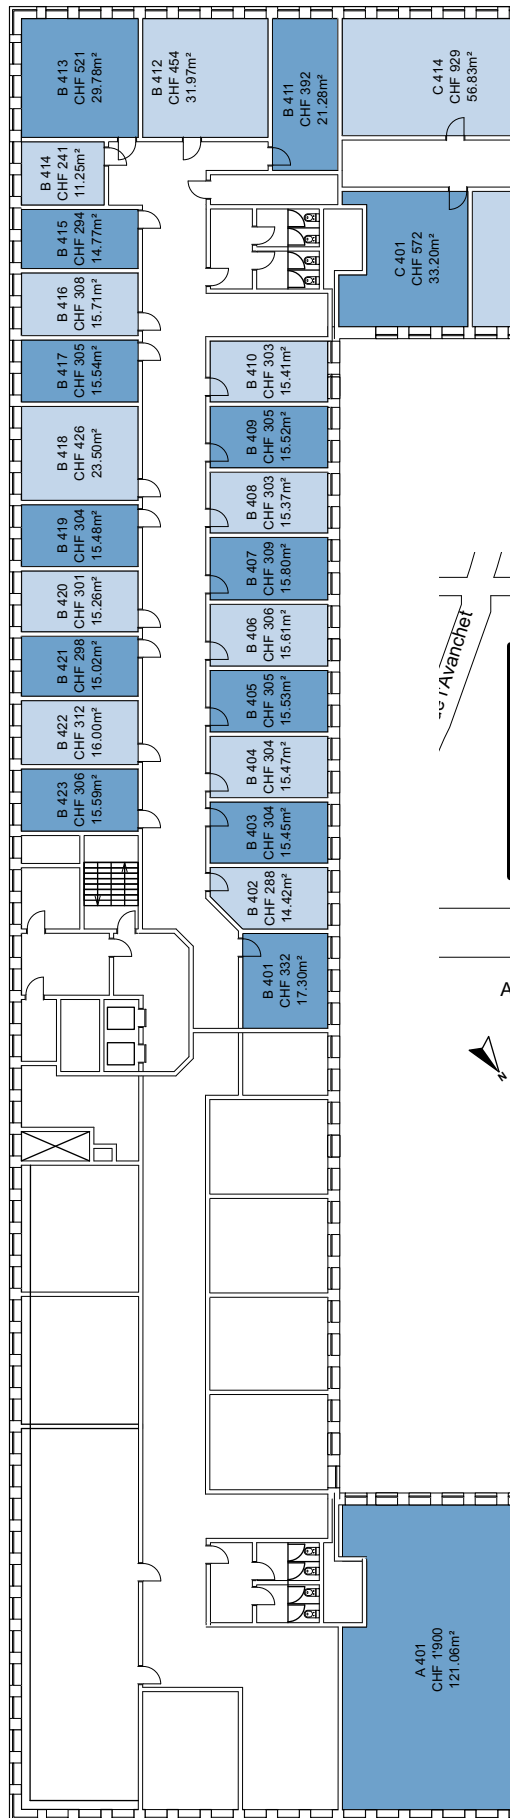 B 413
CHF 521
29.78m²
B 412
CHF 454
31.97m²
B 411
CHF 392
21.28m²
C 414
CHF 929
56.83m²
B 414
CHF 241
11.25m²
B 415
CHF 294
14.77m²
C 401
CHF 572
33.20m²
B 416
CHF 308
15.71m²
B 417
CHF 305
15.54m²
B 410
CHF 303
15.41m²
B 418
CHF 426
23.50m²
B 409
CHF 305
15.52m²
B 419
CHF 304
15.48m²
B 408
CHF 303
15.37m²
B 420
CHF 301
15.26m²
B 407
CHF 309
15.80m²
B 421
CHF 298
15.02m²
B 406
CHF 306
15.61m²
l'Avanchet
B 422
CHF 312
16.00m²
B 405
CHF 305
15.53m²
B 423
CHF 306
15.59m²
B 404
CHF 304
15.47m²
B 403
CHF 304
15.45m²
B 402
CHF 288
14.42m²
B 401
CHF 332
17.30m²
A
N
A 401
CHF 1'900
121.06m²